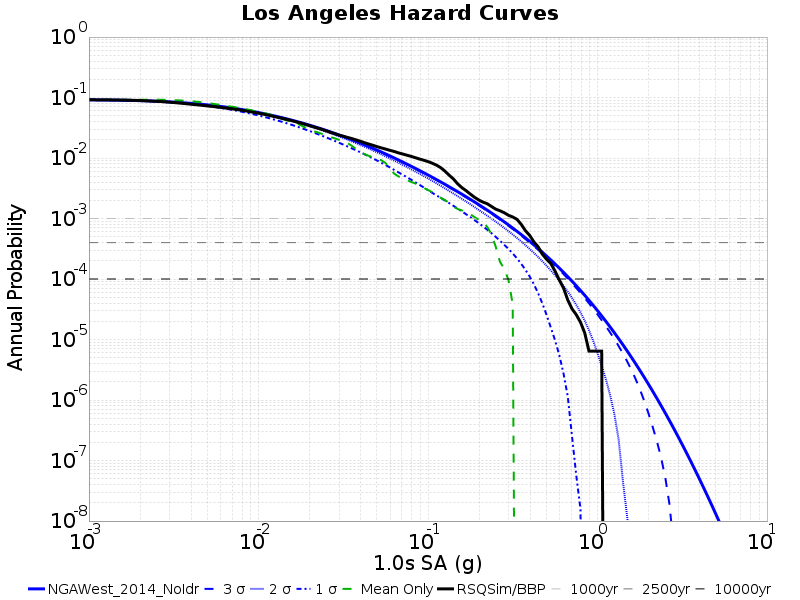 Los Angeles Hazard Curves
Annual Probability
10^0
10^-1
10^-2
10^-3
10^-4
10^-5
10^-6
10^-7
10^-8
10^-3 10^-2 10^-1 10^0 10^1
1.0s SA (g)
NGAWest_2014_NoIdr 3 σ 2 σ 1 σ Mean Only RSQSim/BBP 1000yr 2500yr 10000yr